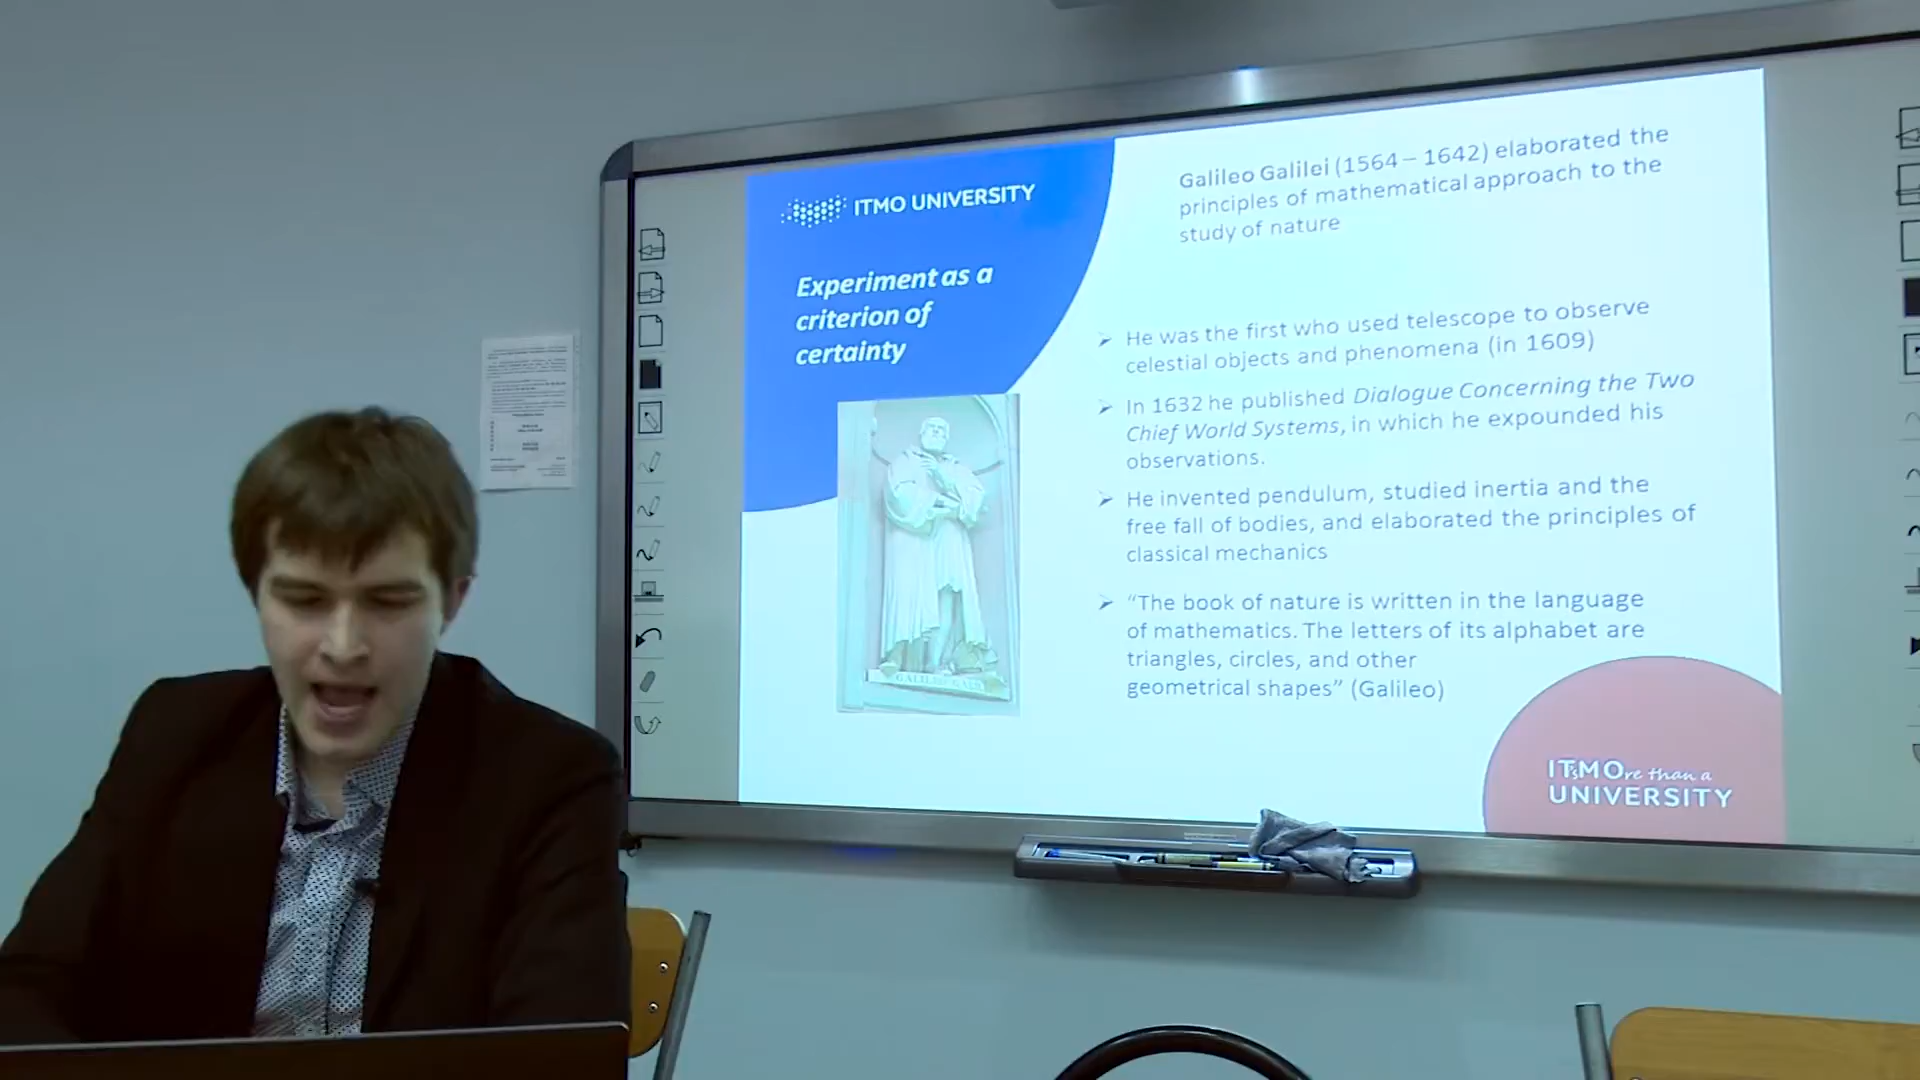 ITMO UNIVERSITY
Experiment as a
criterion of
certainty
GALILEO GALILEI
Galileo Galilei (1564 – 1642) elaborated the
principles of mathematical approach to the
study of nature
➢ He was the first who used telescope to observe
celestial objects and phenomena (in 1609)
➢ In 1632 he published Dialogue Concerning the Two
Chief World Systems, in which he expounded his
observations.
➢ He invented pendulum, studied inertia and the
free fall of bodies, and elaborated the principles of
classical mechanics
➢ “The book of nature is written in the language
of mathematics. The letters of its alphabet are
triangles, circles, and other
geometrical shapes” (Galileo)
ITsMOre than a
UNIVERSITY